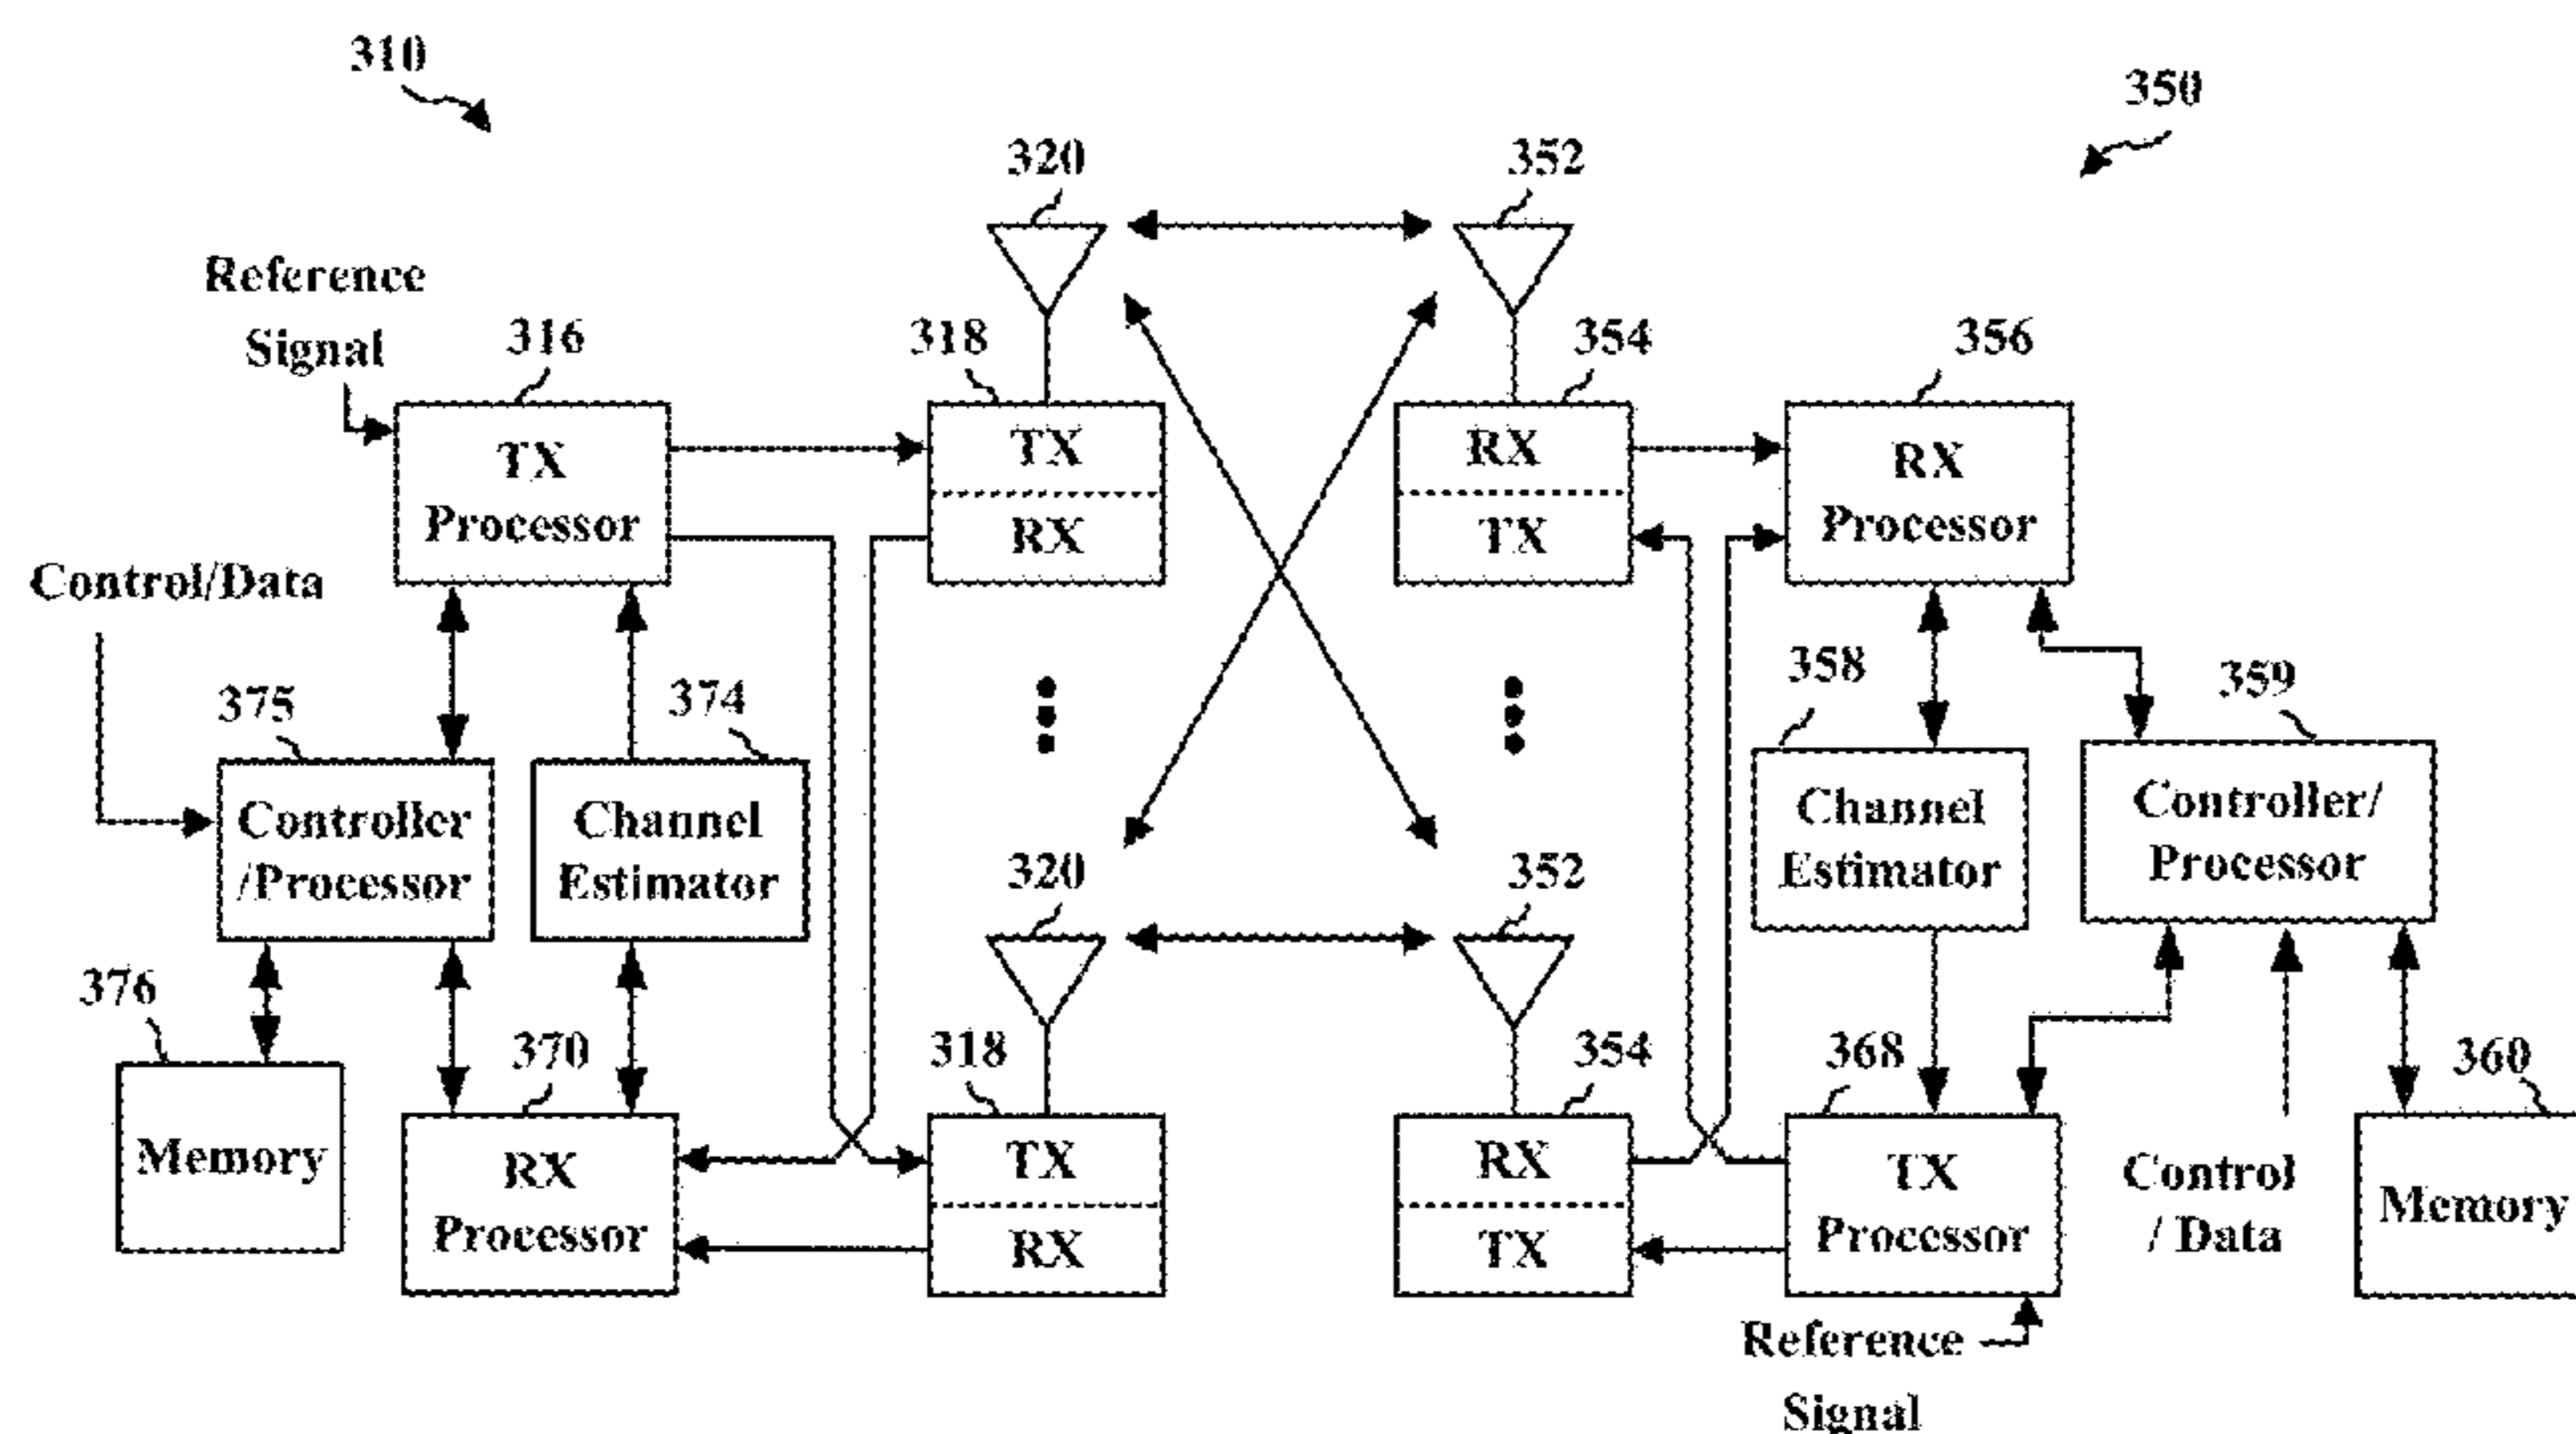 310
350
320
352
Reference
Signal
316
318
354
356
TX
Processor
TX
RX
RX
TX
RX
Processor
Control/Data
375
374
358
359
Controller
/Processor
Channel
Estimator
Channel
Estimator
Controller/
Processor
320
352
376
370
318
354
368
360
Memory
RX
Processor
TX
RX
RX
TX
TX
Processor
Control
/ Data
Memory
Reference
Signal